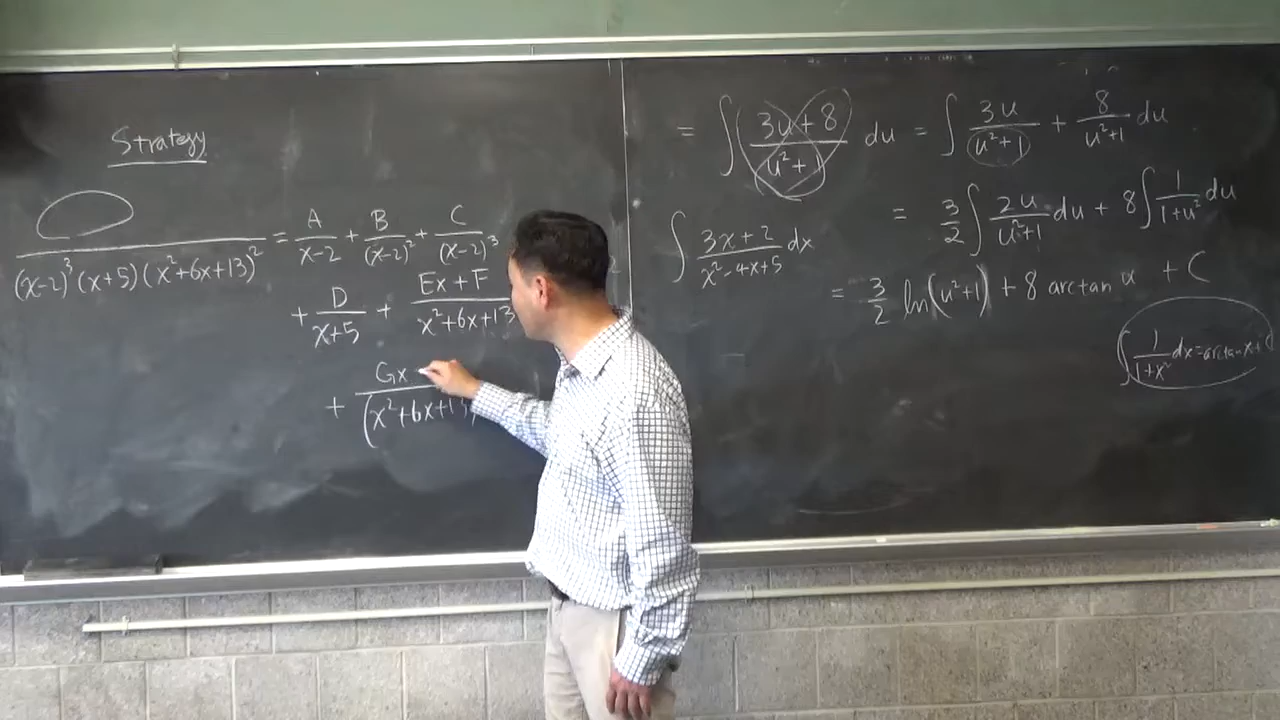 Strategy
/((x-2)³(x+5)(x²+6x+13)²) = A/(x-2) + B/(x-2)² + C/(x-2)³
+ D/(x+5) + (Ex+F)/(x²+6x+13
+ Gx/(x²+6x+1
= ∫(3u+8)/(u²+1) du = ∫ 3u/(u²+1) + 8/(u²+1) du
= 3/2 ∫ 2u/(u²+1) du + 8∫ 1/(1+u²) du
∫ (3x+2)/(x²-4x+5) dx
= 3/2 ln(u²+1) + 8 arctan u + C
∫ 1/(1+x²) dx = arctan x + C